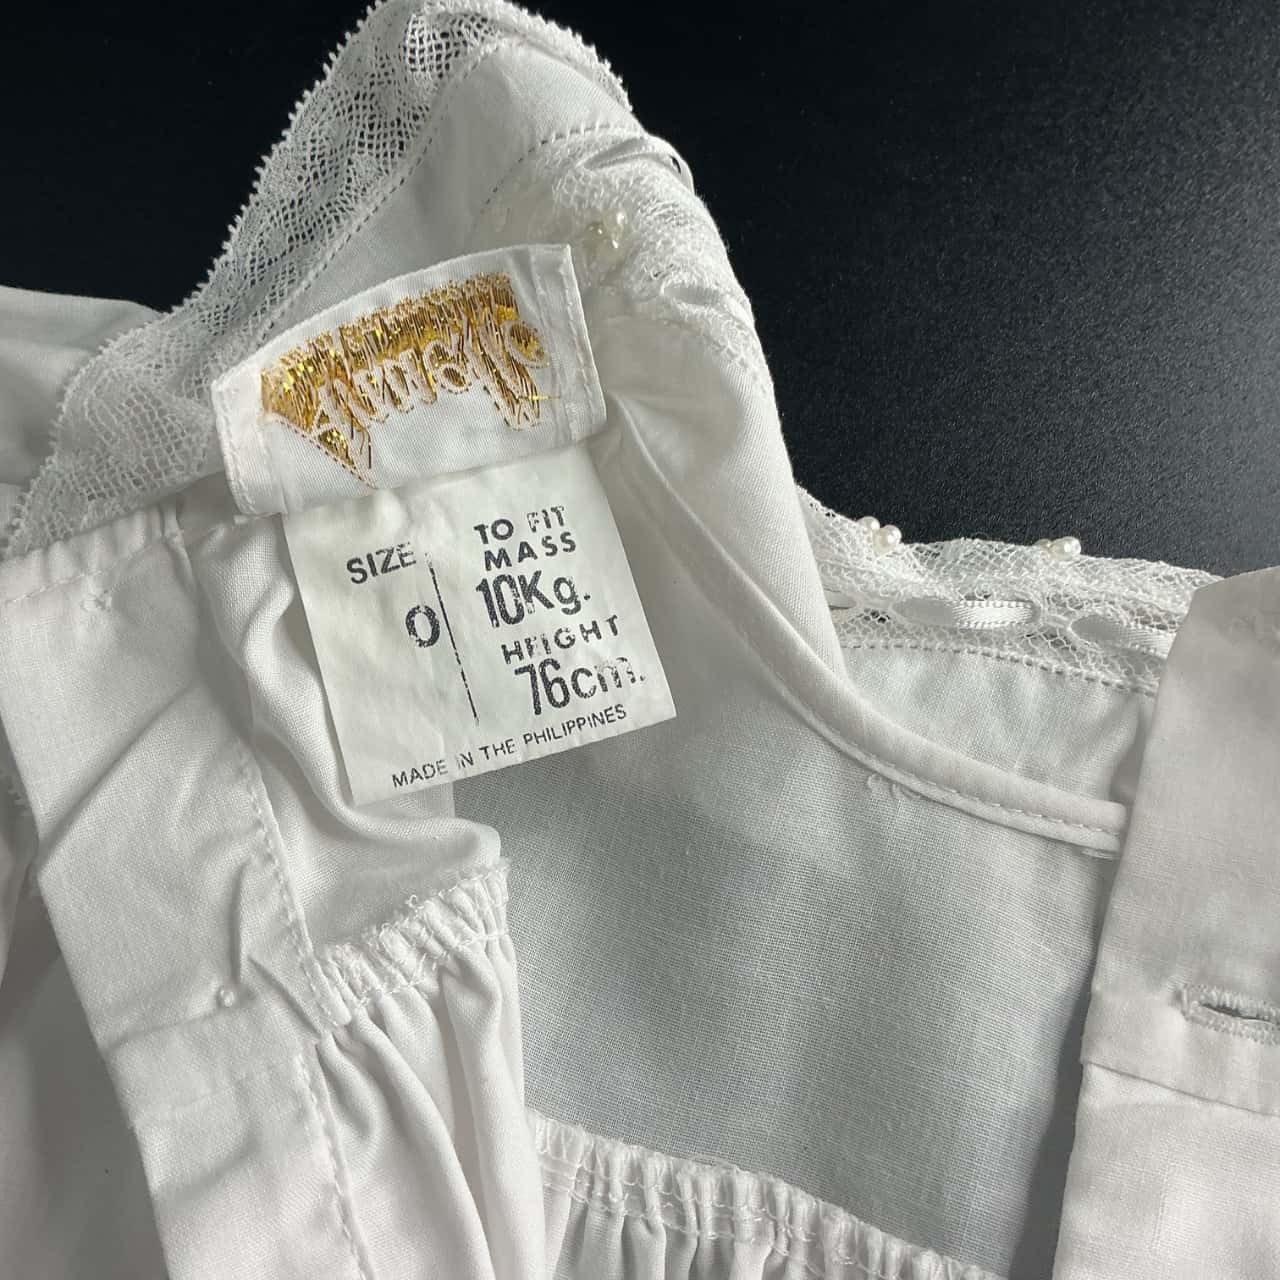 SIZE
0
TO FIT
MASS
10Kg.
HEIGHT
76cm.
MADE IN THE PHILIPPINES